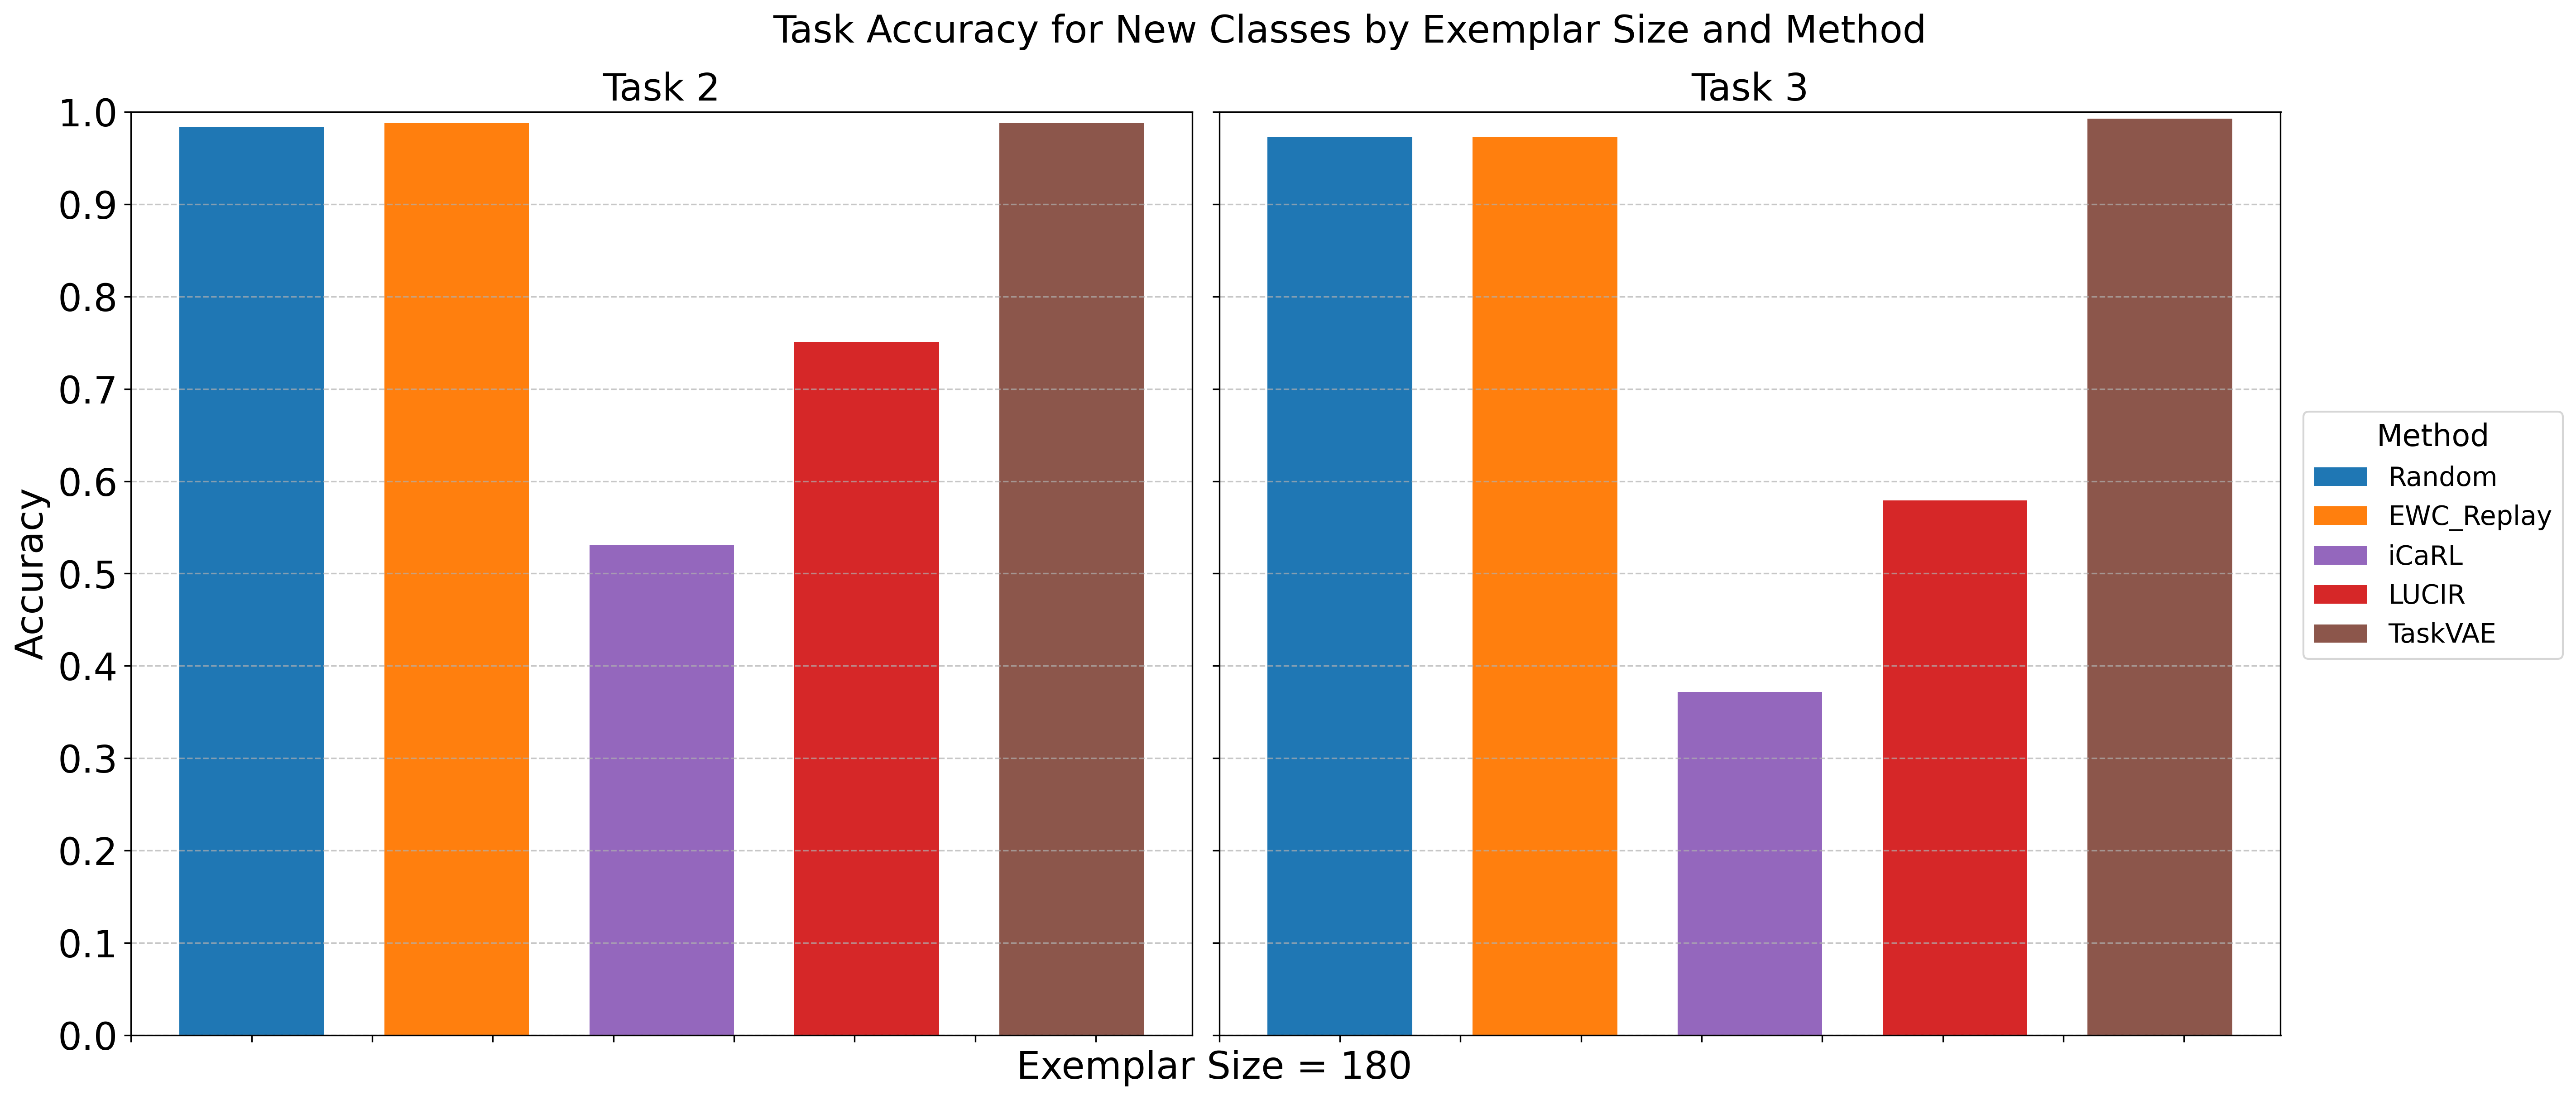 Task Accuracy for New Classes by Exemplar Size and Method
Task 2
Task 3
1.0
0.9
0.8
0.7
0.6
0.5
0.4
0.3
0.2
0.1
0.0
Accuracy
Exemplar Size = 180
Method
Random
EWC_Replay
iCaRL
LUCIR
TaskVAE